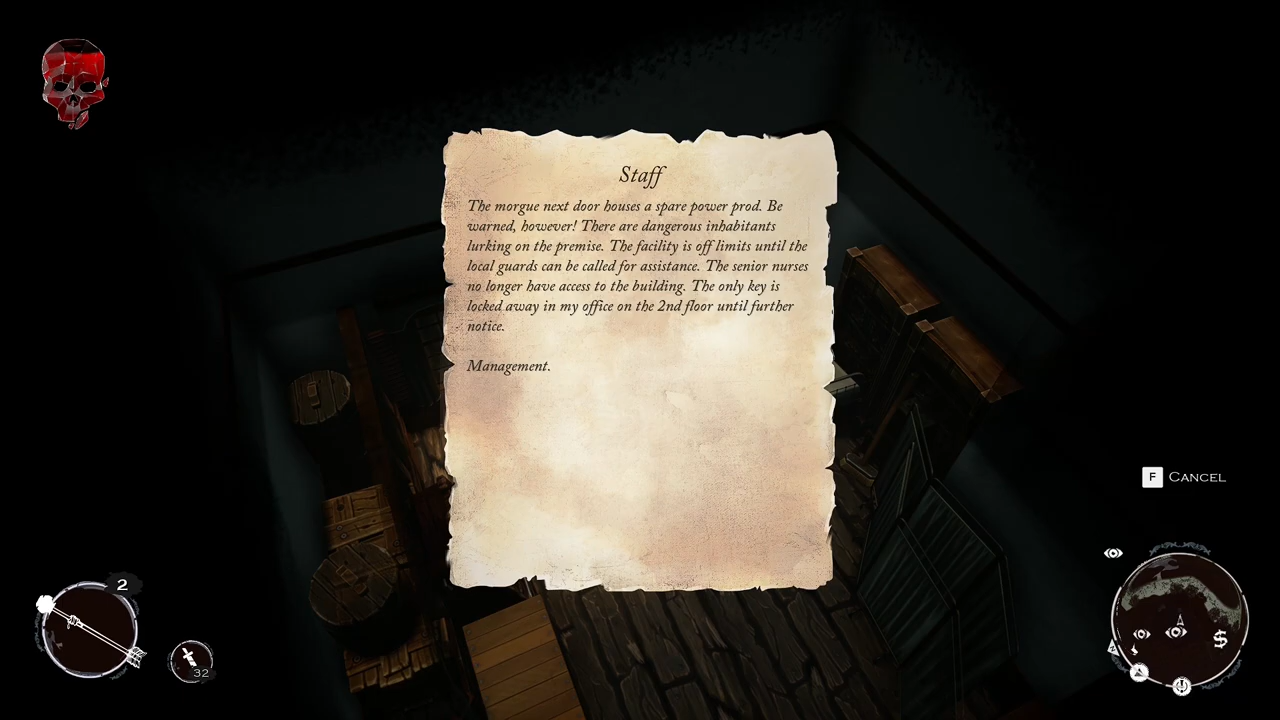 Staff
The morgue next door houses a spare power prod. Be
warned, however! There are dangerous inhabitants
lurking on the premise. The facility is off limits until the
local guards can be called for assistance. The senior nurses
no longer have access to the building. The only key is
locked away in my office on the 2nd floor until further
notice.
Management.
F CANCEL
2
32
$